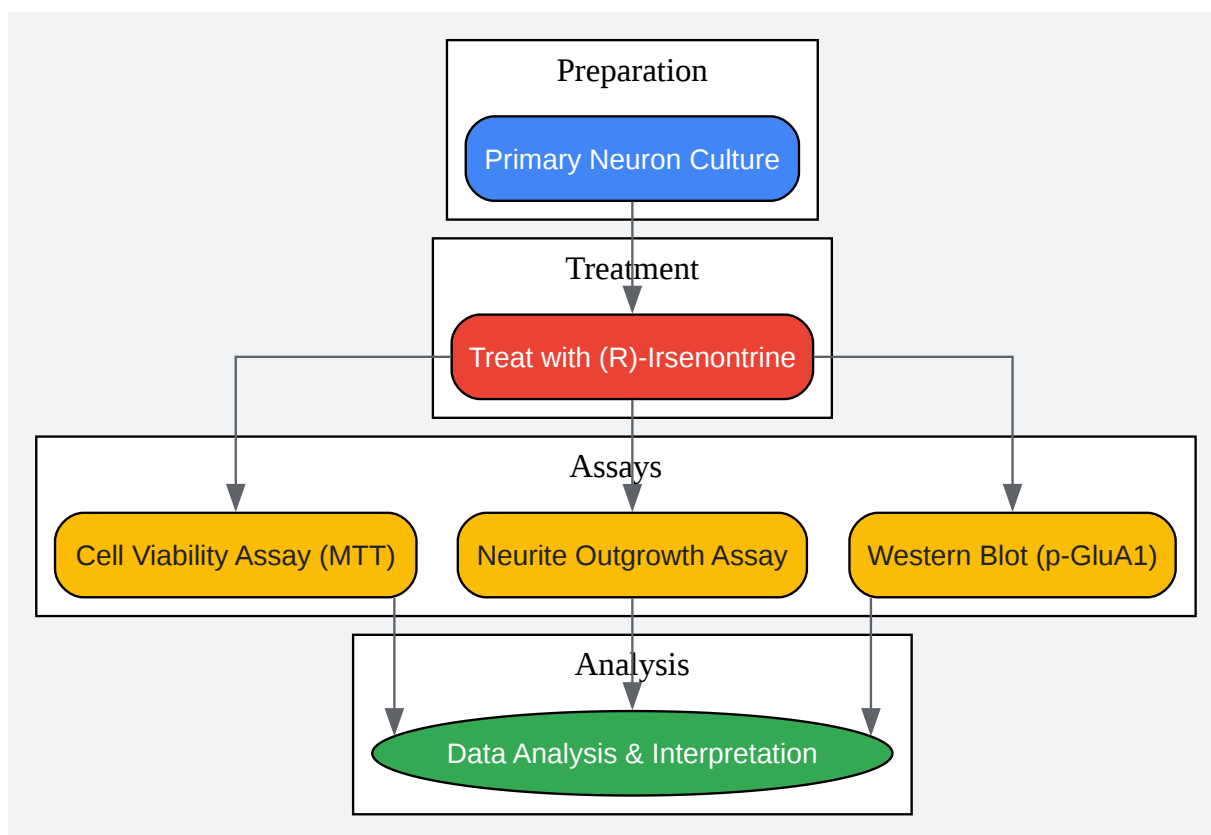 Preparation
Primary Neuron Culture
Treatment
Treat with (R)-Irsenontrine
Assays
Cell Viability Assay (MTT)
Neurite Outgrowth Assay
Western Blot (p-GluA1)
Analysis
Data Analysis & Interpretation